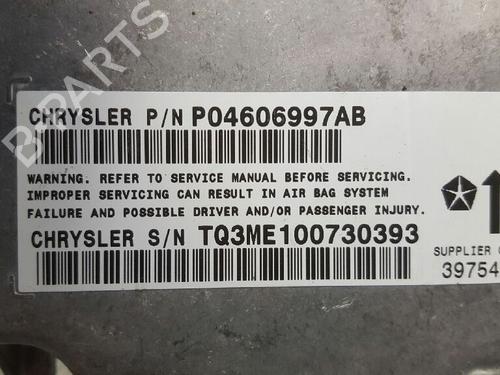 B-PARTS
CHRYSLER P/N P04606997AB
WARNING. REFER TO SERVICE MANUAL BEFORE SERVICING.
IMPROPER SERVICING CAN RESULT IN AIR BAG SYSTEM
FAILURE AND POSSIBLE DRIVER AND/OR PASSENGER INJURY.
CHRYSLER S/N TQ3ME100730393
SUPPLIER
39754